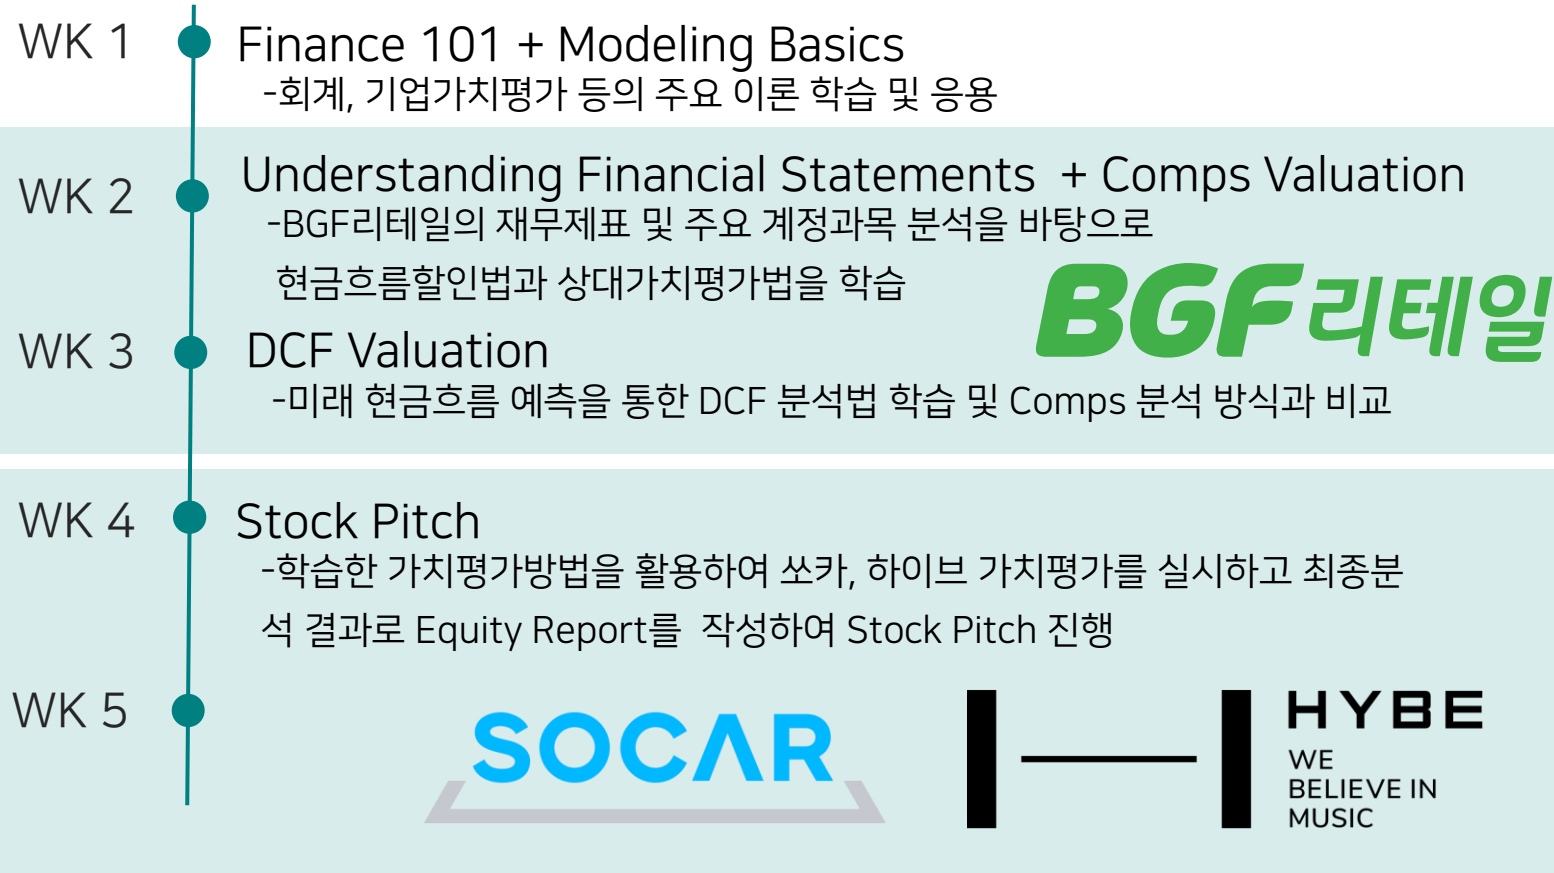 WK 1
Finance 101 + Modeling Basics
-회계, 기업가치평가 등의 주요 이론 학습 및 응용
WK 2
Understanding Financial Statements + Comps Valuation
-BGF리테일의 재무제표 및 주요 계정과목 분석을 바탕으로
현금흐름할인법과 상대가치평가법을 학습
BGF리테일
WK 3
DCF Valuation
-미래 현금흐름 예측을 통한 DCF 분석법 학습 및 Comps 분석 방식과 비교
WK 4
Stock Pitch
-학습한 가치평가방법을 활용하여 쏘카, 하이브 가치평가를 실시하고 최종분
석 결과로 Equity Report를 작성하여 Stock Pitch 진행
WK 5
SOCAR
HYBE
WE
BELIEVE IN
MUSIC